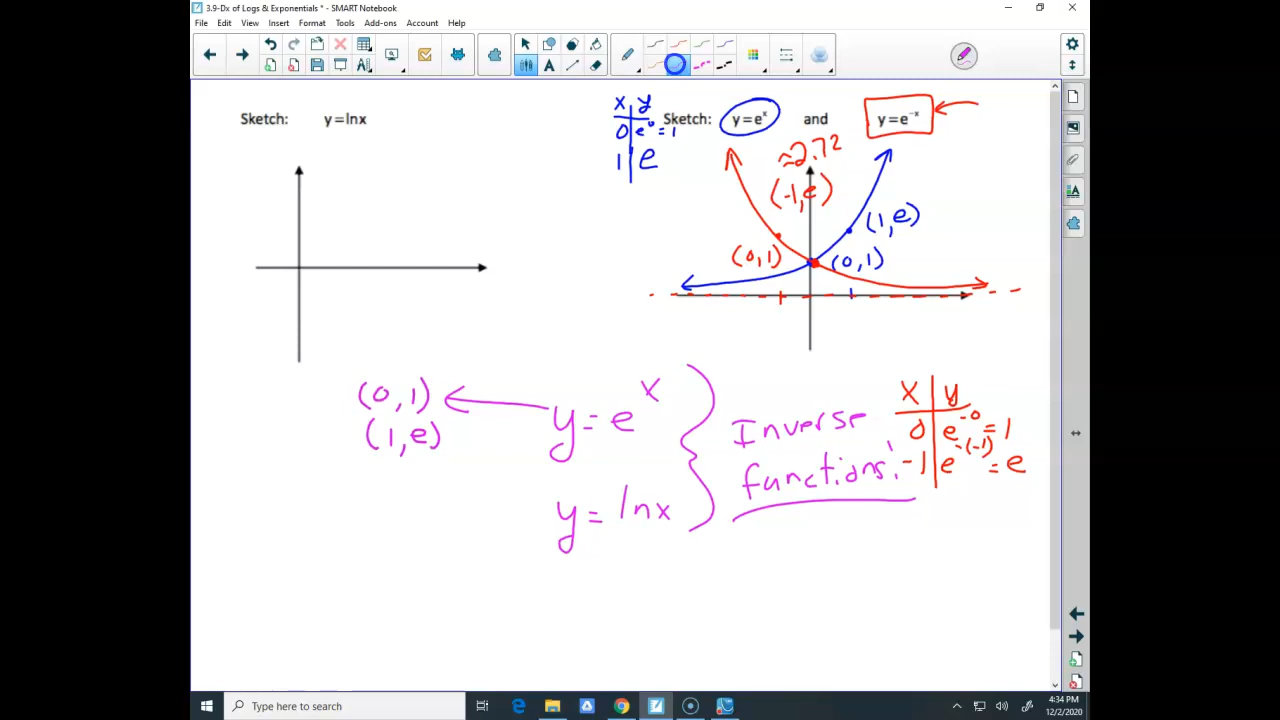 3.9-Dx of Logs & Exponentials * - SMART Notebook
File Edit View Insert Format Tools Add-ons Account Help
Sketch: y=lnx
x y
0 e⁰ = 1
1 e
Sketch: y=eˣ and y=e⁻ˣ
≈2.72
(-1,e)
(1,e)
(0,1)
(0,1)
(0,1)
(1,e)
y = eˣ
y = lnx
Inverse
functions!
x y
0 e⁻⁰ = 1
-1 e⁻⁽⁻¹⁾ = e
Type here to search
4:34 PM
12/2/2020